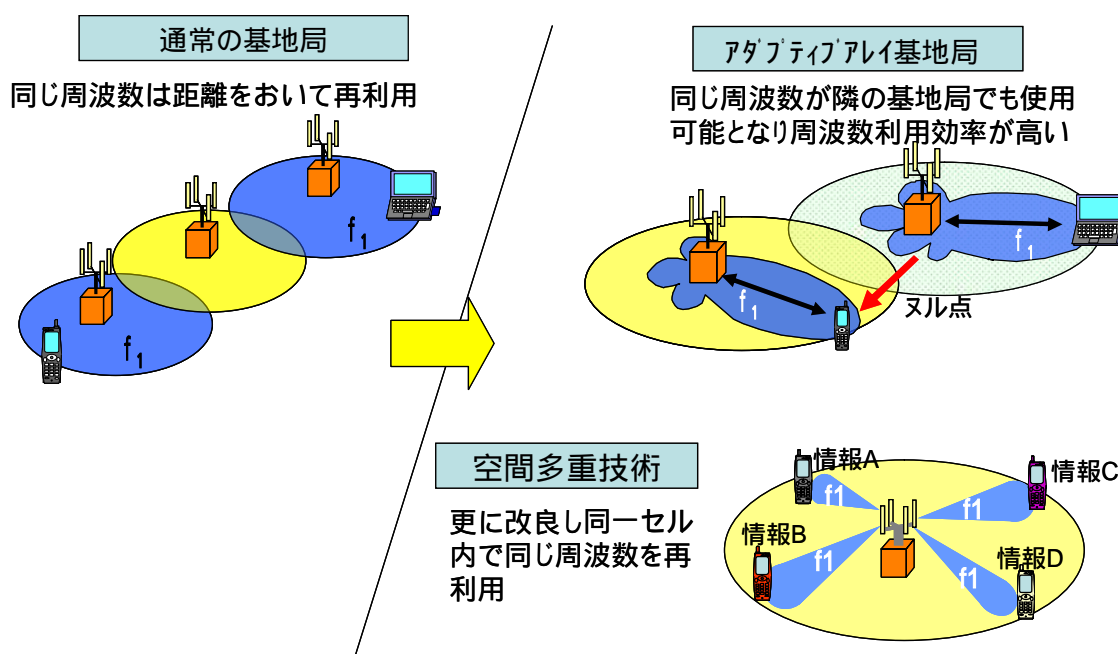 通常の基地局
同じ周波数は距離をおいて再利用
f1
f1
ｱﾀﾞﾌﾟﾃｨﾌﾞｱﾚｲ基地局
同じ周波数が隣の基地局でも使用
可能となり周波数利用効率が高い
f1
f1
ヌル点
空間多重技術
更に改良し同一セル
内で同じ周波数を再
利用
情報A
情報C
f1
f1
情報B
情報D
f1
f1